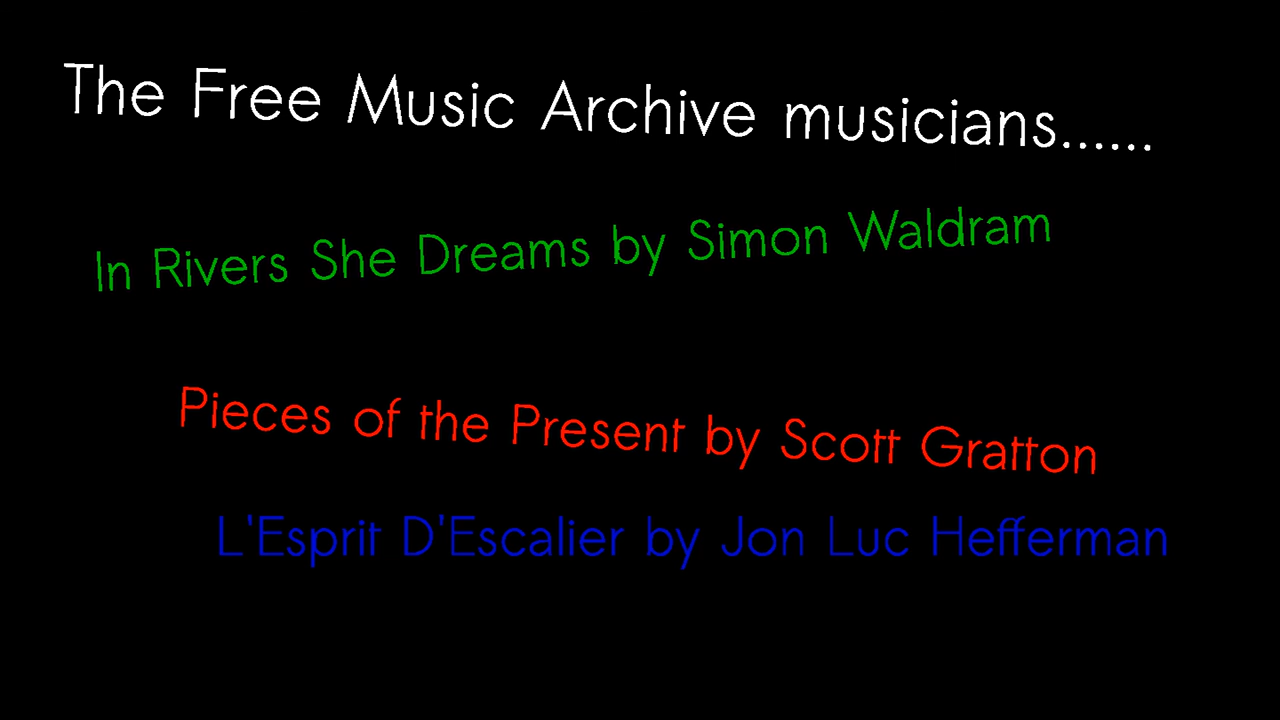 The Free Music Archive musicians......
In Rivers She Dreams by Simon Waldram
Pieces of the Present by Scott Gratton
L'Esprit D'Escalier by Jon Luc Hefferman